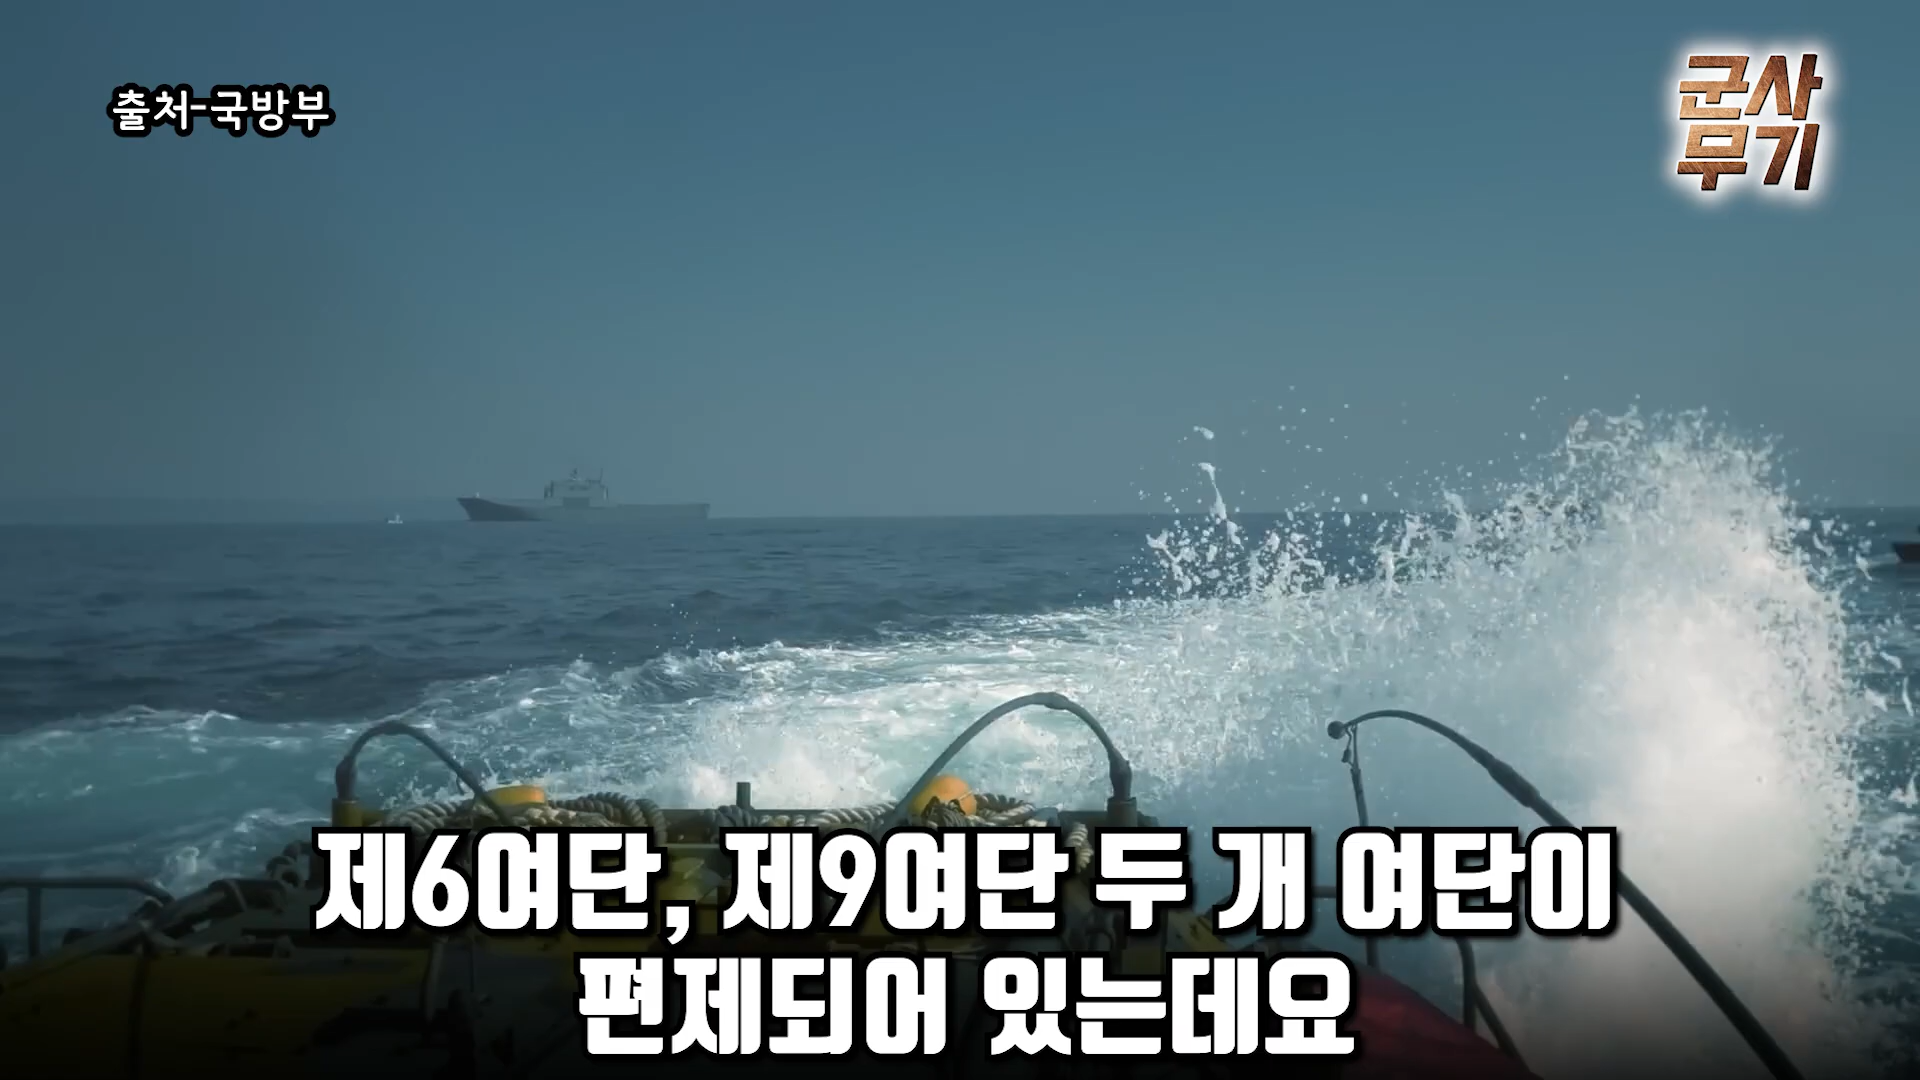 출처-국방부
군사
무기
제6여단, 제9여단 두 개 여단이
편제되어 있는데요